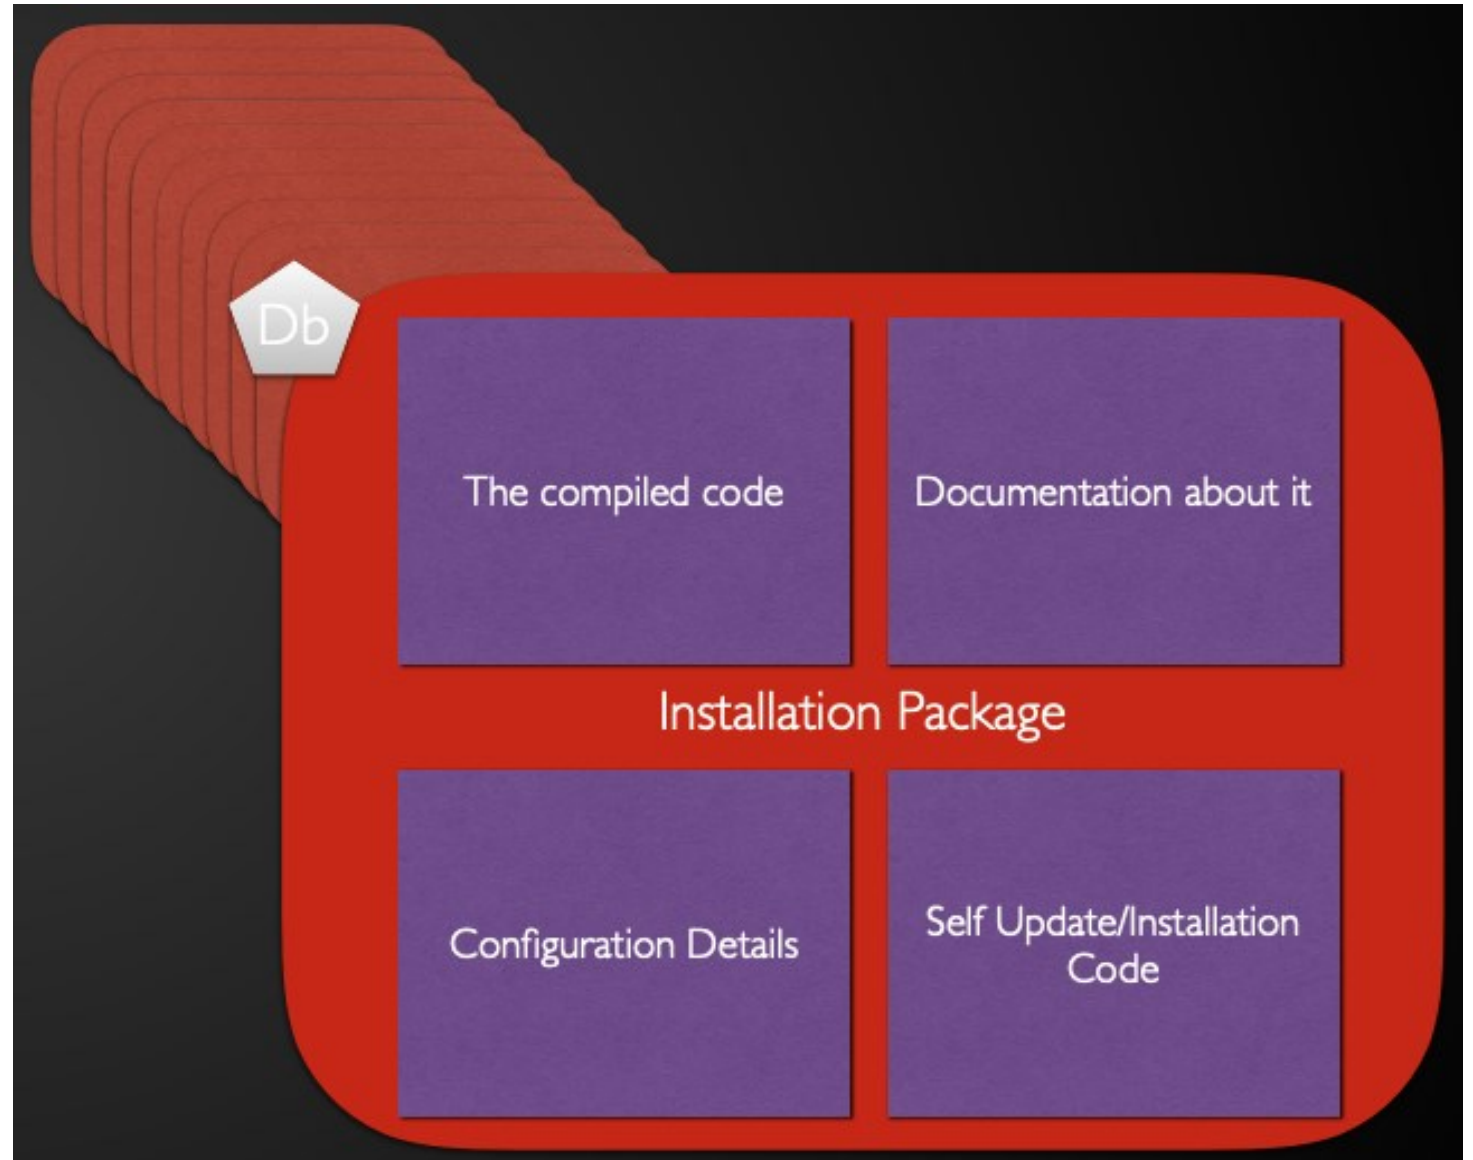 Db
The compiled code
Documentation about it
Installation Package
Configuration Details
Self Update/Installation
Code